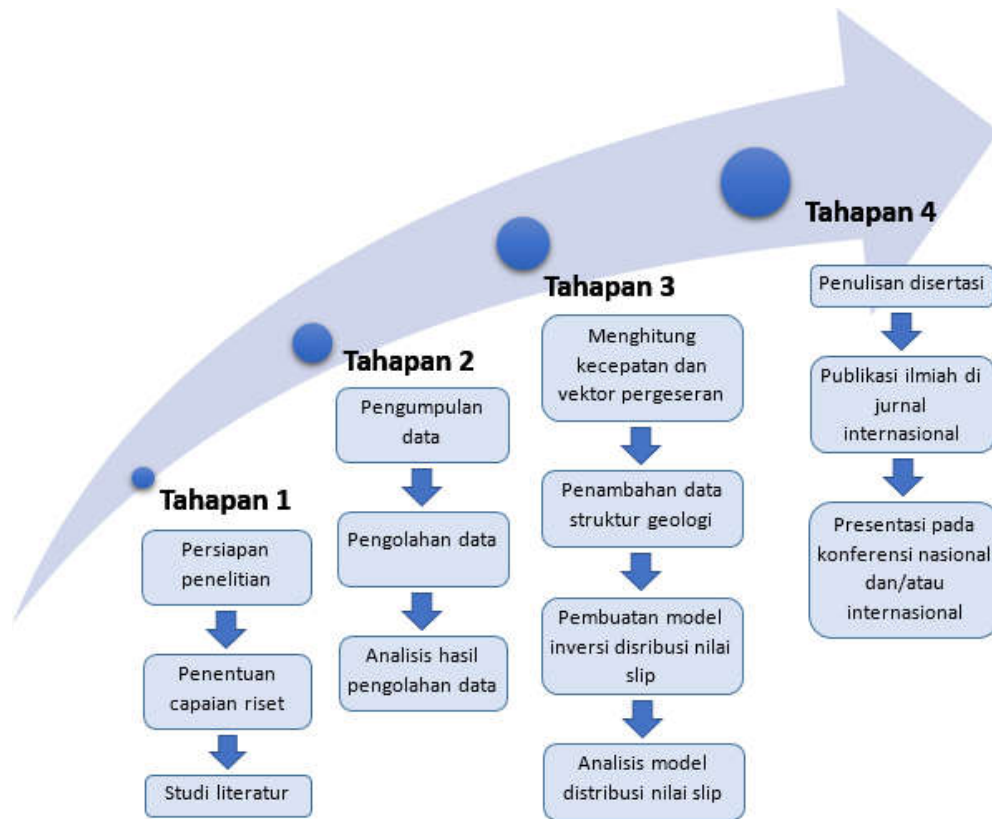 Tahapan 1
Persiapan
penelitian
Penentuan
capaian riset
Studi literatur
Tahapan 2
Pengumpulan
data
Pengolahan data
Analisis hasil
pengolahan data
Tahapan 3
Menghitung
kecepatan dan
vektor pergeseran
Penambahan data
struktur geologi
Pembuatan model
inversi disribusi nilai
slip
Analisis model
distribusi nilai slip
Tahapan 4
Penulisan disertasi
Publikasi ilmiah di
jurnal
internasional
Presentasi pada
konferensi nasional
dan/atau
internasional